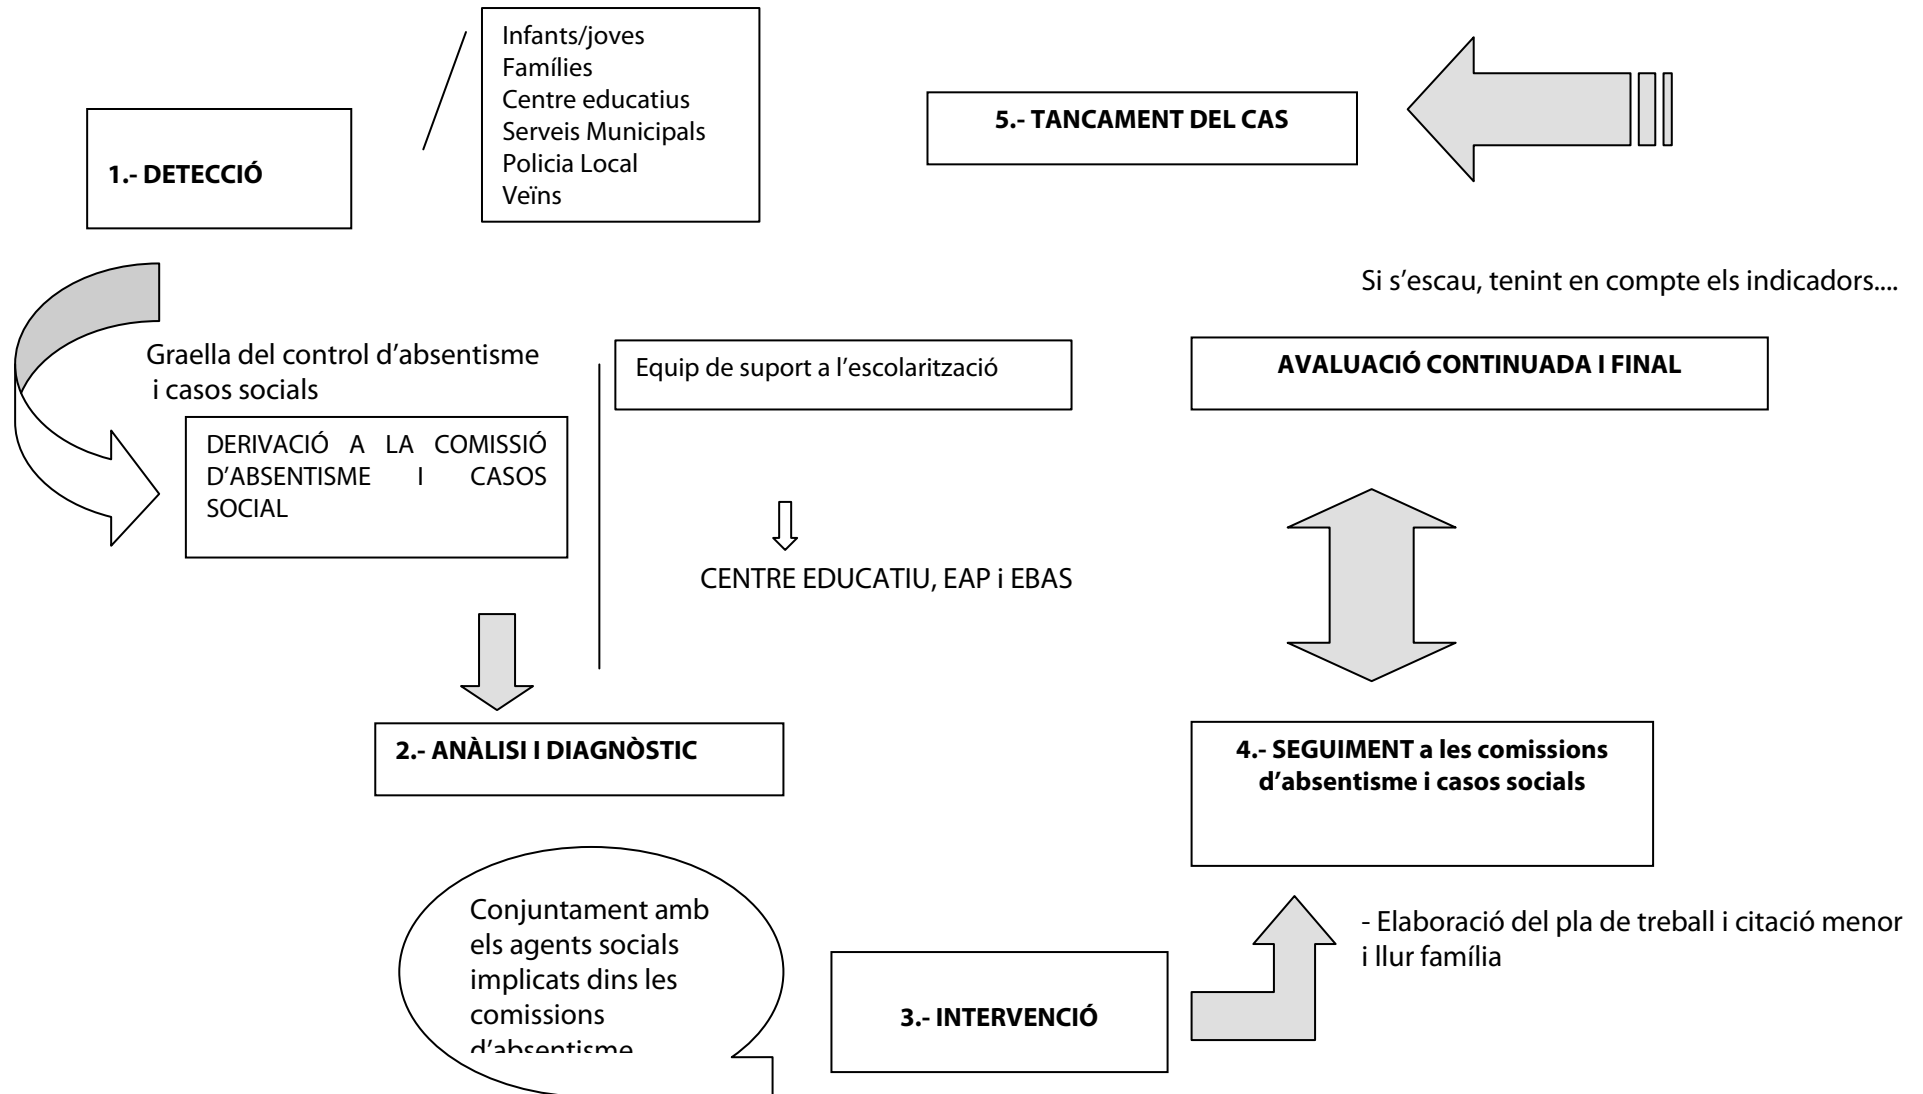 Infants/joves
Famílies
Centre educatius
Serveis Municipals
Policia Local
Veïns
1.- DETECCIÓ
5.- TANCAMENT DEL CAS
Si s’escau, tenint en compte els indicadors....
Graella del control d’absentisme
i casos socials
DERIVACIÓ A LA COMISSIÓ
D’ABSENTISME I CASOS
SOCIAL
Equip de suport a l’escolarització
CENTRE EDUCATIU, EAP i EBAS
AVALUACIÓ CONTINUADA I FINAL
2.- ANÀLISI I DIAGNÒSTIC
4.- SEGUIMENT a les comissions
d’absentisme i casos socials
Conjuntament amb
els agents socials
implicats dins les
comissions
d’absentisme
3.- INTERVENCIÓ
- Elaboració del pla de treball i citació menor
i llur família